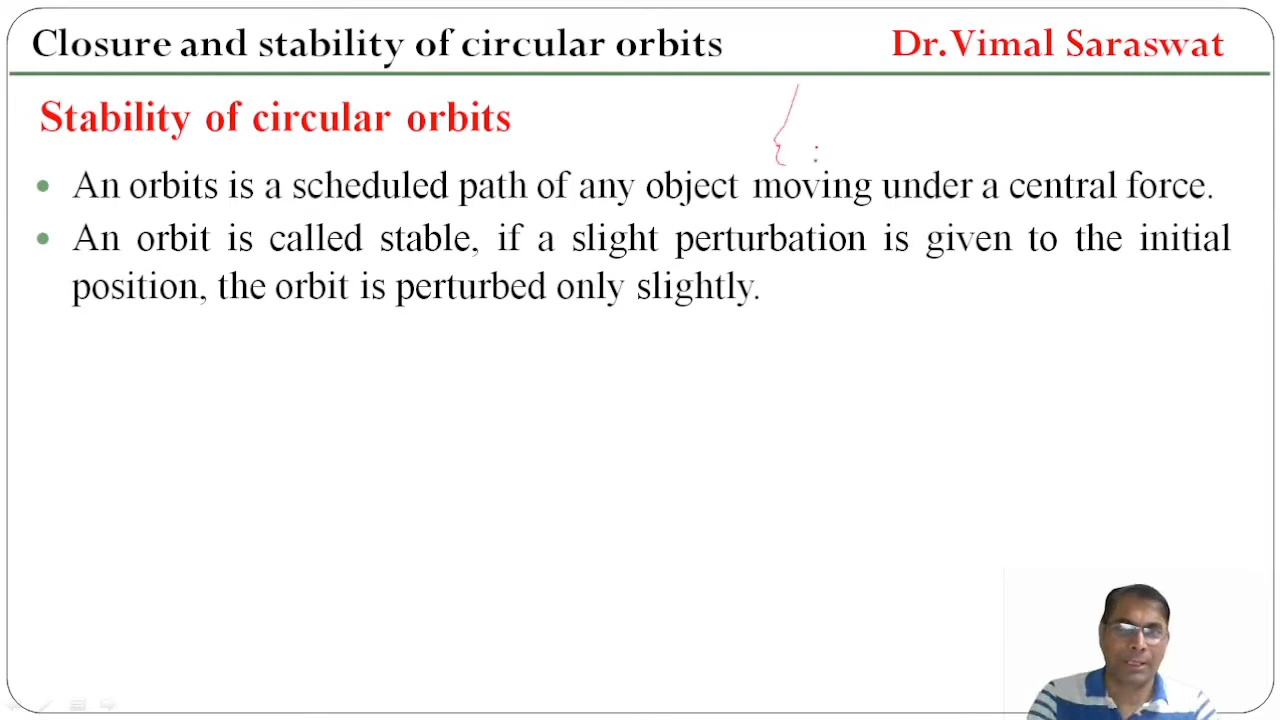 Closure and stability of circular orbits
Dr. Vimal Saraswat
Stability of circular orbits
• An orbits is a scheduled path of any object moving under a central force.
• An orbit is called stable, if a slight perturbation is given to the initial
position, the orbit is perturbed only slightly.